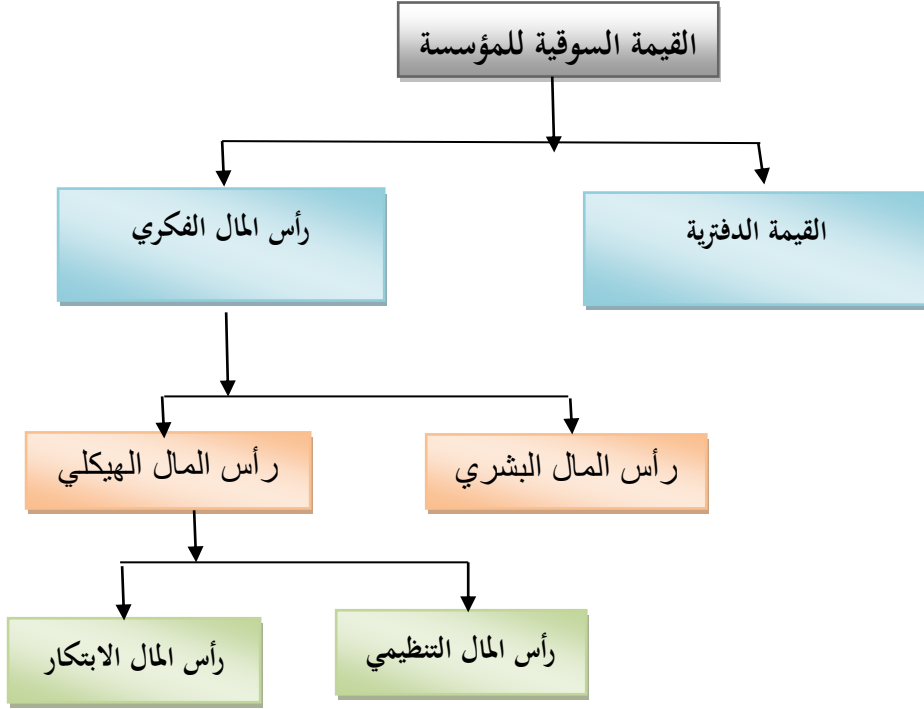 القيمة السوقية للمؤسسة
القيمة الدفترية
رأس المال الفكري
رأس المال البشري
رأس المال الهيكلي
رأس المال التنظيمي
رأس المال الابتكار